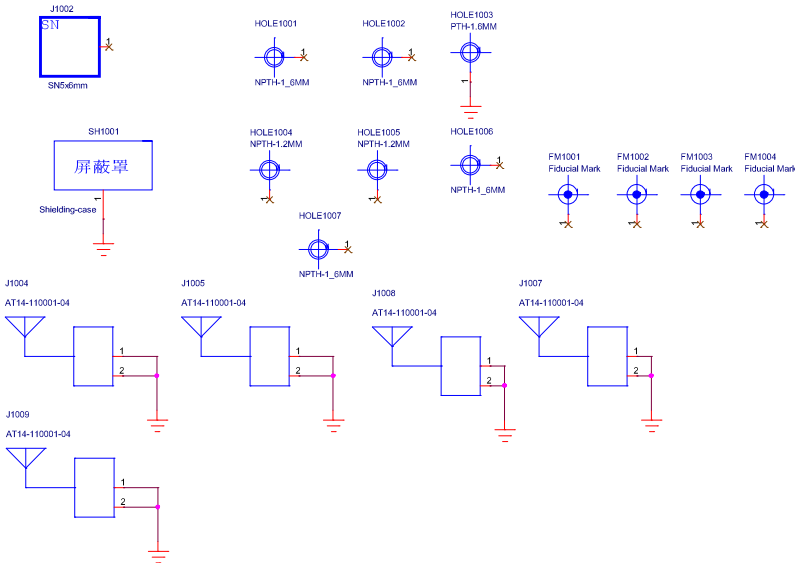 J1002
SN
1
SN5x6mm
HOLE1001
1
NPTH-1_6MM
HOLE1002
1
NPTH-1_6MM
HOLE1003
PTH-1.6MM
1
SH1001
屏蔽罩
1
Shielding-case
HOLE1004
NPTH-1.2MM
1
HOLE1005
NPTH-1.2MM
1
HOLE1006
1
NPTH-1_6MM
HOLE1007
1
NPTH-1_6MM
FM1001
Fiducial Mark
1
FM1002
Fiducial Mark
1
FM1003
Fiducial Mark
1
FM1004
Fiducial Mark
1
J1004
AT14-110001-04
1
2
J1005
AT14-110001-04
1
2
J1008
AT14-110001-04
1
2
J1007
AT14-110001-04
1
2
J1009
AT14-110001-04
1
2